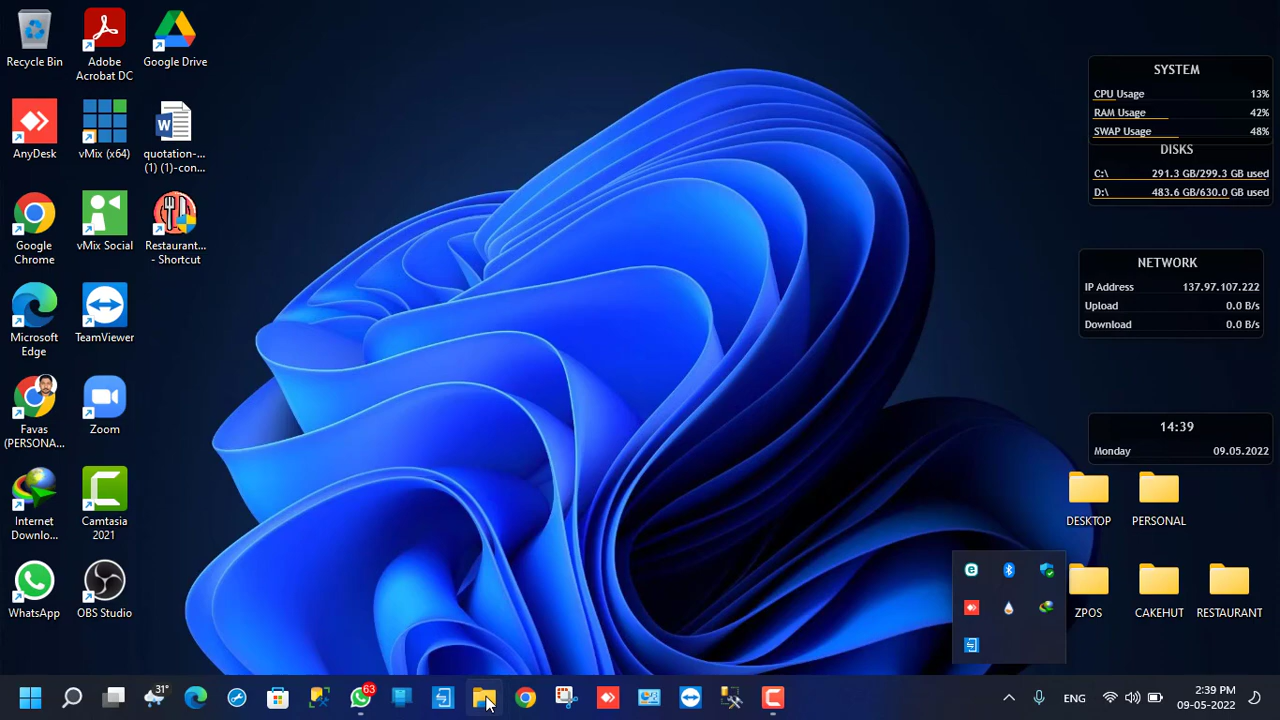 Recycle Bin
Adobe
Acrobat DC
Google Drive
AnyDesk
vMix (x64)
quotation-...
(1) (1)-con...
Google
Chrome
vMix Social
Restaurant...
- Shortcut
Microsoft
Edge
TeamViewer
Favas
(PERSONA...
Zoom
Internet
Downlo...
Camtasia
2021
WhatsApp
OBS Studio
SYSTEM
CPU Usage 13%
RAM Usage 42%
SWAP Usage 48%
DISKS
C:\ 291.3 GB/299.3 GB used
D:\ 483.6 GB/630.0 GB used
NETWORK
IP Address 137.97.107.222
Upload 0.0 B/s
Download 0.0 B/s
14:39
Monday 09.05.2022
DESKTOP
PERSONAL
ZPOS
CAKEHUT
RESTAURANT
31°
63
ENG
2:39 PM
09-05-2022